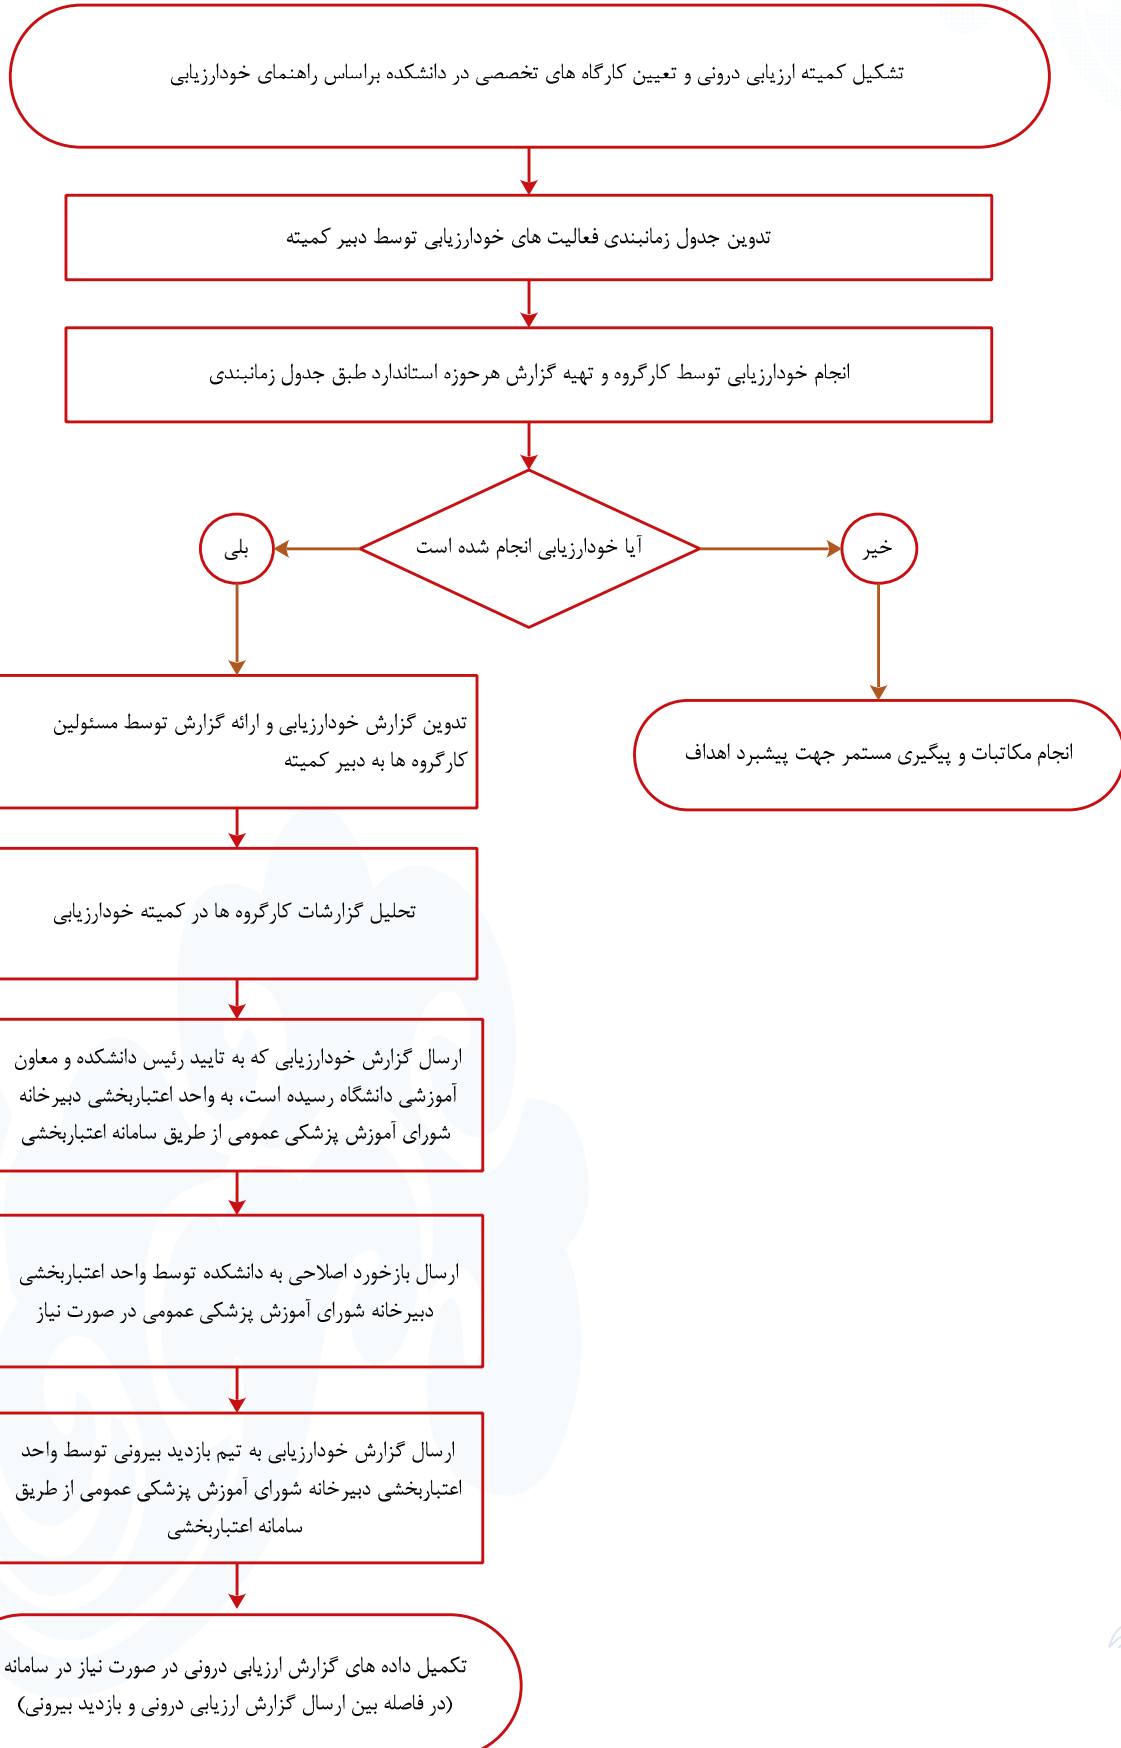 تشکیل کمیته ارزیابی درونی و تعیین کارگاه های تخصصی در دانشکده براساس راهنمای خودارزیابی
تدوین جدول زمانبندی فعالیت های خودارزیابی توسط دبیر کمیته
انجام خودارزیابی توسط کارگروه و تهیه گزارش هرحوزه استاندارد طبق جدول زمانبندی
آیا خودارزیابی انجام شده است
خیر
بلی
انجام مکاتبات و پیگیری مستمر جهت پیشبرد اهداف
تدوین گزارش خودارزیابی و ارائه گزارش توسط مسئولین
کارگروه ها به دبیر کمیته
تحلیل گزارشات کارگروه ها در کمیته خودارزیابی
ارسال گزارش خودارزیابی که به تایید رئیس دانشکده و معاون
آموزشی دانشگاه رسیده است، به واحد اعتباربخشی دبیرخانه
شورای آموزش پزشکی عمومی از طریق سامانه اعتباربخشی
ارسال بازخورد اصلاحی به دانشکده توسط واحد اعتباربخشی
دبیرخانه شورای آموزش پزشکی عمومی در صورت نیاز
ارسال گزارش خودارزیابی به تیم بازدید بیرونی توسط واحد
اعتباربخشی دبیرخانه شورای آموزش پزشکی عمومی از طریق
سامانه اعتباربخشی
تکمیل داده های گزارش ارزیابی درونی در صورت نیاز در سامانه
(در فاصله بین ارسال گزارش ارزیابی درونی و بازدید بیرونی)